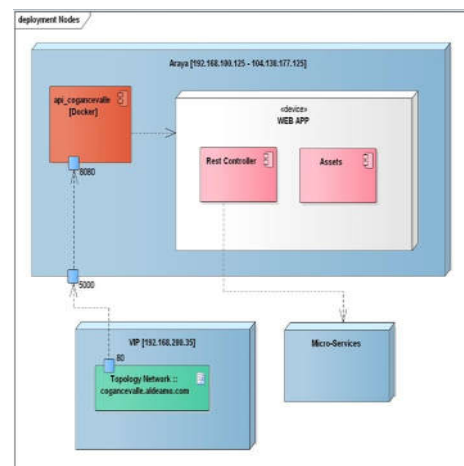 deployment Nodes
Araya [192.168.100.125 - 104.130.177.125]
api_cogancevalle
[Docker]
«device»
WEB APP
Rest Controller
Assets
8080
5000
VIP [192.168.200.35]
80
Topology Network ::
cogancevalle.aldeamo.com
Micro-Services